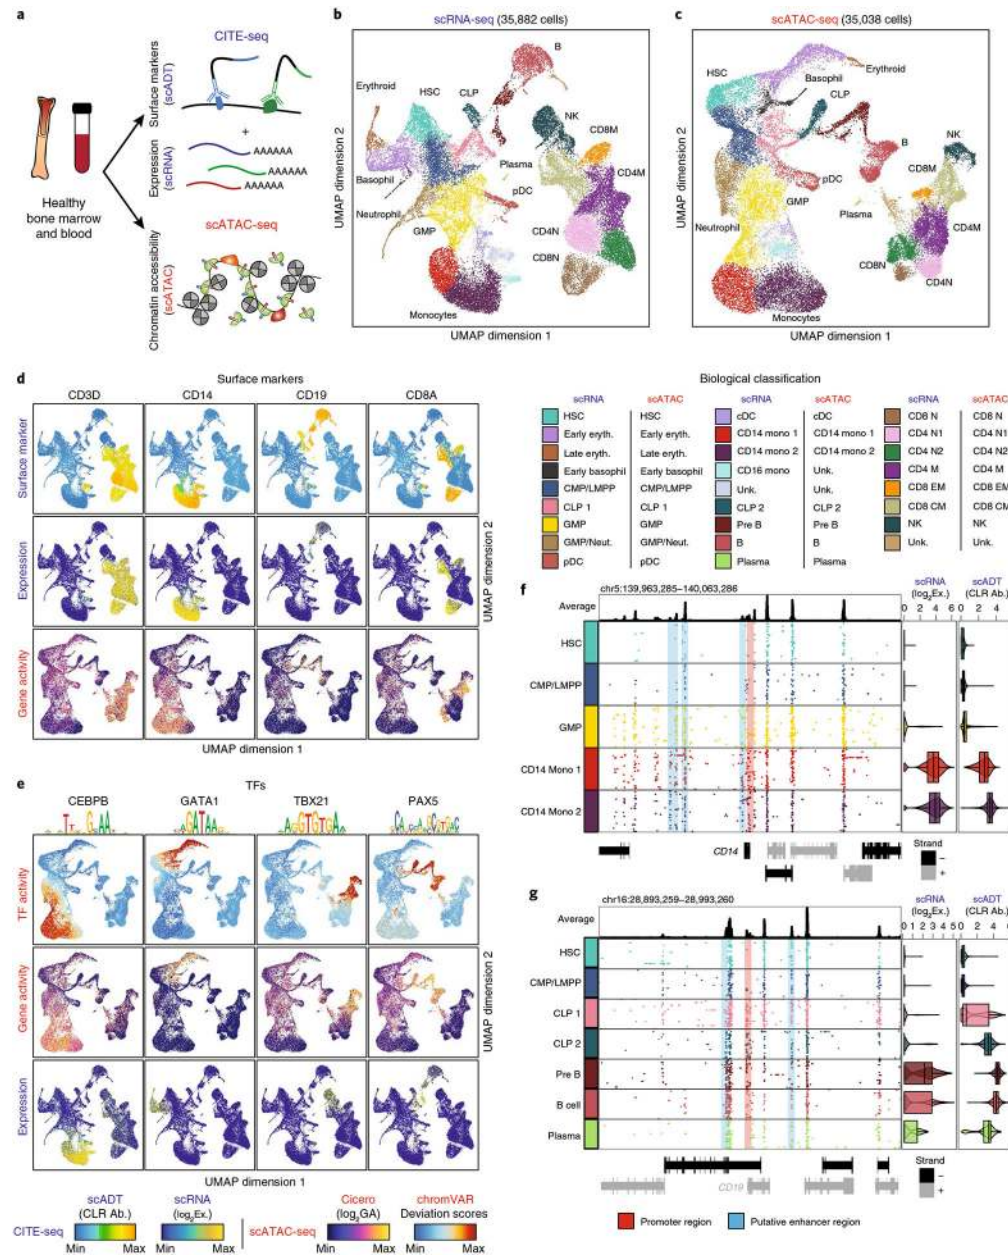 a
CITE-seq
Surface markers
(scADT)
+
Expression
(scRNA)
AAAAAA
AAAAAA
AAAAAA
Healthy
bone marrow
and blood
scATAC-seq
Chromatin accessibility
(scATAC)
b
scRNA-seq (35,882 cells)
B
Erythroid
HSC
CLP
NK
CD8M
Plasma
CD4M
Basophil
pDC
Neutrophil
GMP
CD4N
CD8N
Monocytes
UMAP dimension 2
UMAP dimension 1
c
scATAC-seq (35,038 cells)
HSC
Basophil
Erythroid
CLP
NK
B
CD8M
pDC
GMP
Plasma
Neutrophil
CD4M
CD8N
CD4N
Monocytes
UMAP dimension 2
UMAP dimension 1
d
Surface markers
CD3D
CD14
CD19
CD8A
Surface marker
Expression
Gene activity
UMAP dimension 2
UMAP dimension 1
Biological classification
scRNA
scATAC
scRNA
scATAC
scRNA
scATAC
HSC
HSC
cDC
cDC
CD8 N
CD8 N
Early eryth.
Early eryth.
CD14 mono 1
CD14 mono 1
CD4 N1
CD4 N1
Late eryth.
Late eryth.
CD14 mono 2
CD14 mono 2
CD4 N2
CD4 N2
Early basophil
Early basophil
CD16 mono
Unk.
CD4 M
CD4 M
CMP/LMPP
CMP/LMPP
Unk.
Unk.
CD8 EM
CD8 EM
CLP 1
CLP 1
CLP 2
CLP 2
CD8 CM
CD8 CM
GMP
GMP
Pre B
Pre B
NK
NK
GMP/Neut.
GMP/Neut.
B
B
Unk.
Unk.
pDC
pDC
Plasma
Plasma
e
TFs
CEBPB
GATA1
TBX21
PAX5
TF activity
Gene activity
Expression
UMAP dimension 2
UMAP dimension 1
CITE-seq
scADT
(CLR Ab.)
Min
Max
scRNA
(log2Ex.)
Min
Max
scATAC-seq
Cicero
(log2GA)
Min
Max
chromVAR
Deviation scores
Min
Max
f
chr5:139,963,285–140,063,286
scRNA
(log2Ex.)
0 2 4 6 8
scADT
(CLR Ab.)
0 2 4
Average
HSC
CMP/LMPP
GMP
CD14 Mono 1
CD14 Mono 2
CD14
Strand
−
+
g
chr16:28,893,259–28,993,260
scRNA
(log2Ex.)
0 1 2 3 4 5
scADT
(CLR Ab.)
0 2 4
Average
HSC
CMP/LMPP
CLP 1
CLP 2
Pre B
B cell
Plasma
CD19
Strand
−
+
Promoter region
Putative enhancer region